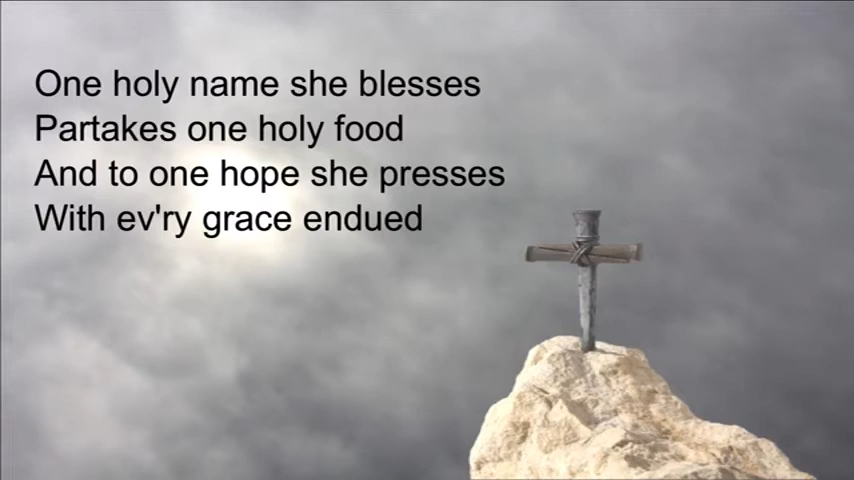 One holy name she blesses
Partakes one holy food
And to one hope she presses
With ev'ry grace endued